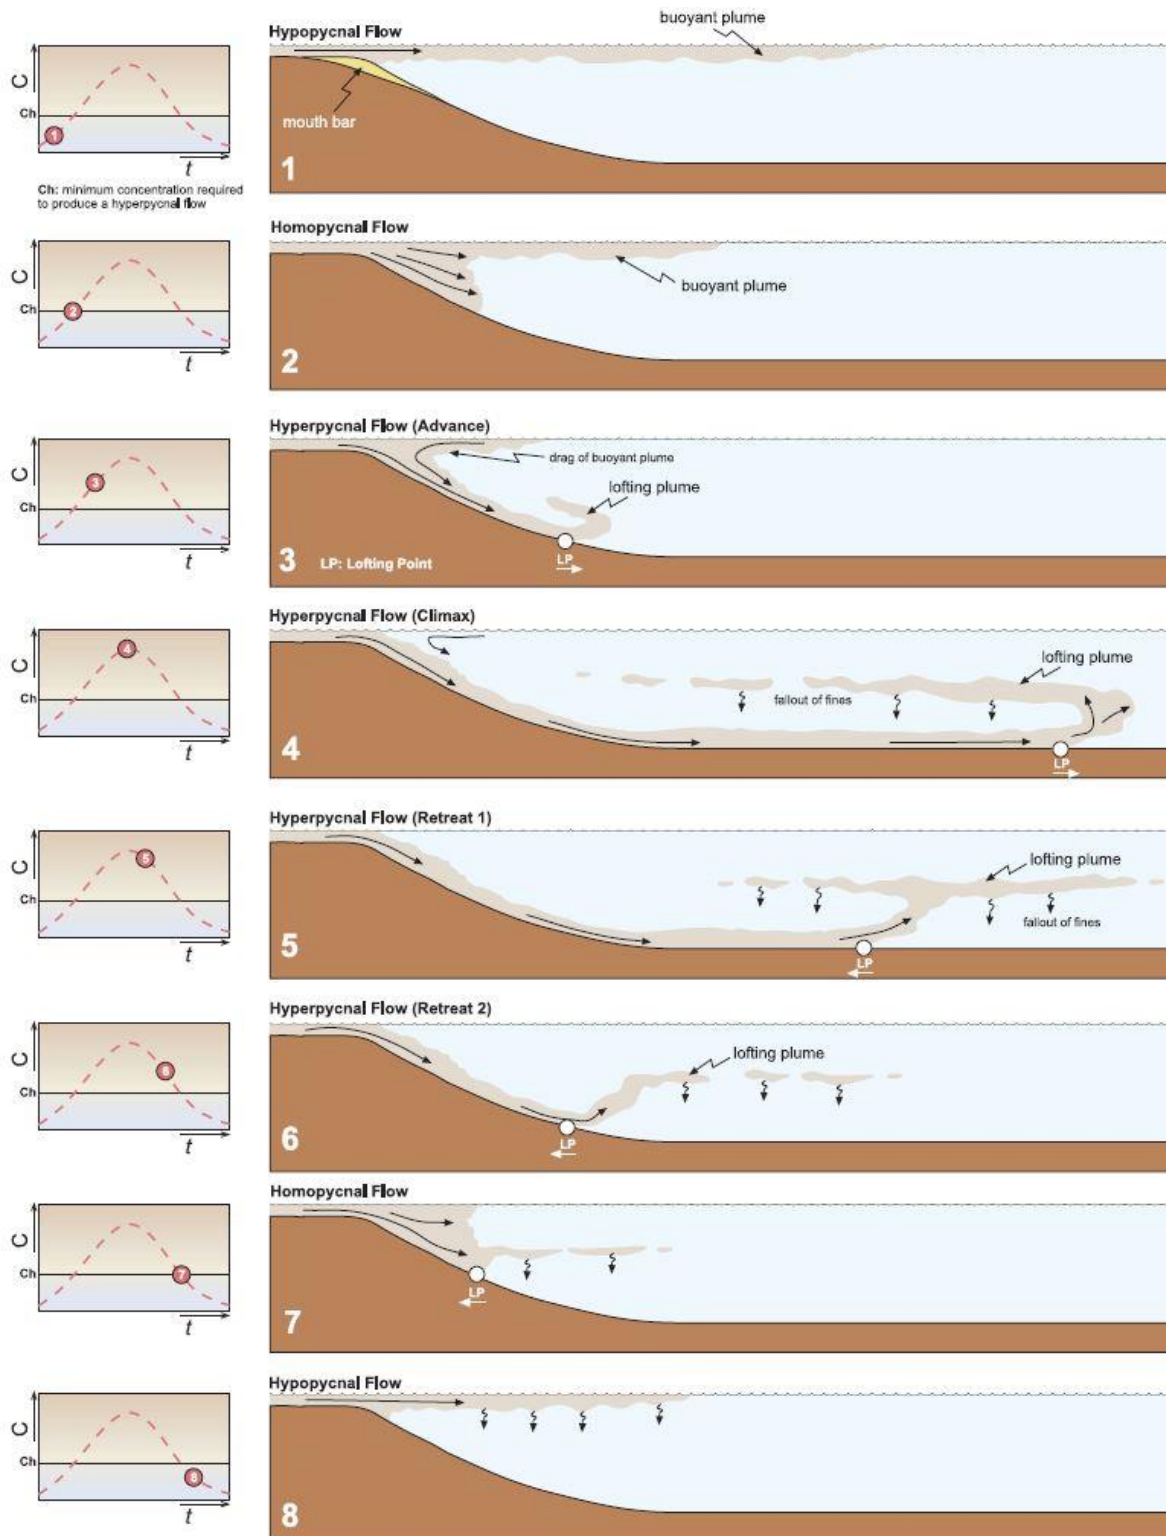 Hypopycnal Flow
buoyant plume
C
Ch
1
t
mouth bar
1
Ch: minimum concentration required
to produce a hyperpycnal flow
Homopycnal Flow
C
Ch
2
t
buoyant plume
2
Hyperpycnal Flow (Advance)
C
Ch
3
t
drag of buoyant plume
lofting plume
3
LP: Lofting Point
LP
Hyperpycnal Flow (Climax)
C
Ch
4
t
lofting plume
fallout of fines
4
LP
Hyperpycnal Flow (Retreat 1)
C
Ch
5
t
lofting plume
fallout of fines
5
LP
Hyperpycnal Flow (Retreat 2)
C
Ch
6
t
lofting plume
6
LP
Homopycnal Flow
C
Ch
7
t
7
LP
Hypopycnal Flow
C
Ch
8
t
8